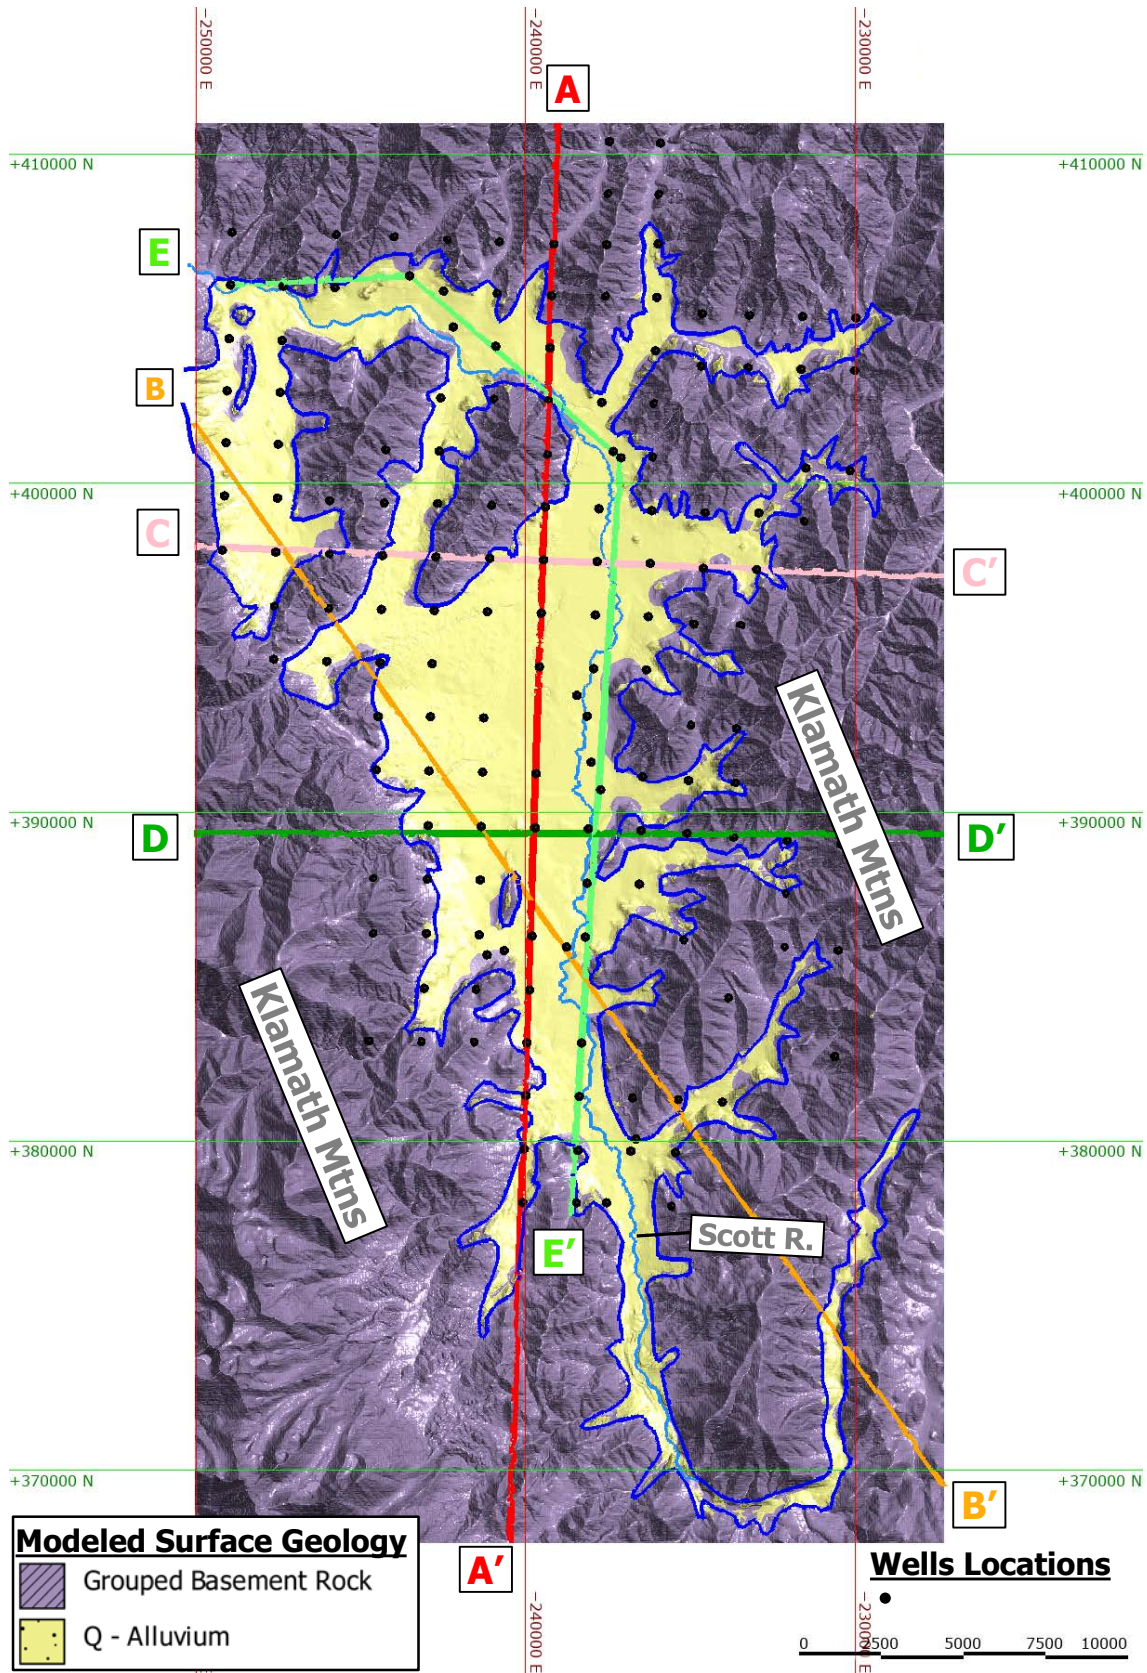 -250000 E
-240000 E
-230000 E
A
+410000 N
+410000 N
E
B
+400000 N
+400000 N
C
C′
Klamath Mtns
+390000 N
+390000 N
D
D′
Klamath Mtns
+380000 N
+380000 N
Scott R.
E′
+370000 N
+370000 N
B′
Modeled Surface Geology
Grouped Basement Rock
Q - Alluvium
A′
-240000 E
-230000 E
Wells Locations
0 2500 5000 7500 10000